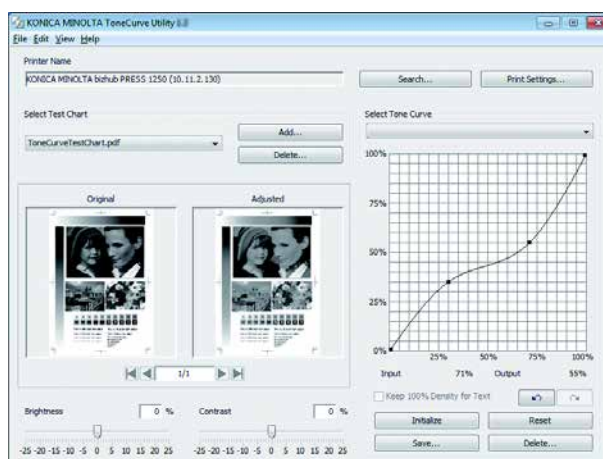 KONICA MINOLTA ToneCurve Utility
File Edit View Help
Printer Name
KONICA MINOLTA bizhub PRESS 1250 (10.11.2.130)
Search...
Print Settings...
Select Test Chart
ToneCurveTestChart.pdf
Add...
Delete...
Select Tone Curve
Original
Adjusted
1/1
100%
75%
50%
25%
0%
25% 50% 75% 100%
Input 71% Output 55%
Keep 100% Density for Text
Brightness 0 %
-25 -20 -15 -10 -5 0 5 10 15 20 25
Contrast 0 %
-25 -20 -15 -10 -5 0 5 10 15 20 25
Initialize
Reset
Save...
Delete...